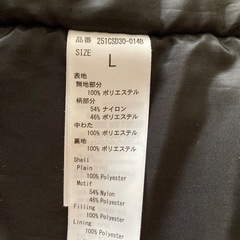 品番 251CSD30-014B
SIZE
L
表地
無地部分
100% ポリエステル
柄部分
54% ナイロン
46% ポリエステル
中わた
100% ポリエステル
裏地
100% ポリエステル
Shell
Plain
100% Polyester
Motif
54% Nylon
46% Polyester
Filling
100% Polyester
Lining
100% Polyester